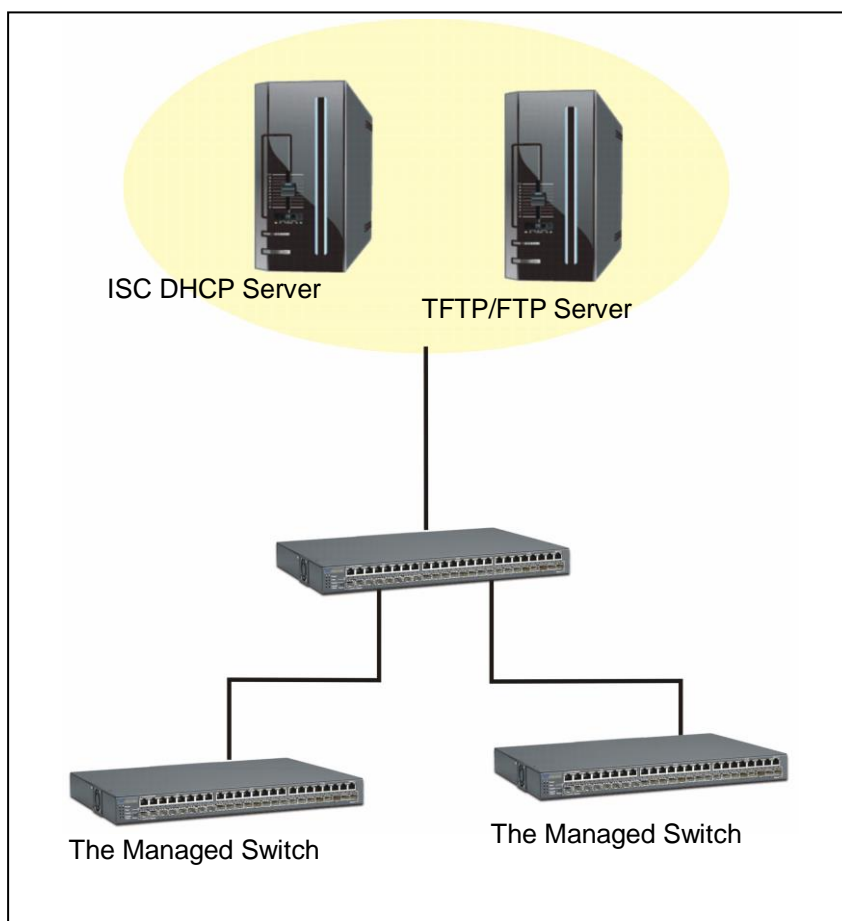 ISC DHCP Server
TFTP/FTP Server
The Managed Switch
The Managed Switch